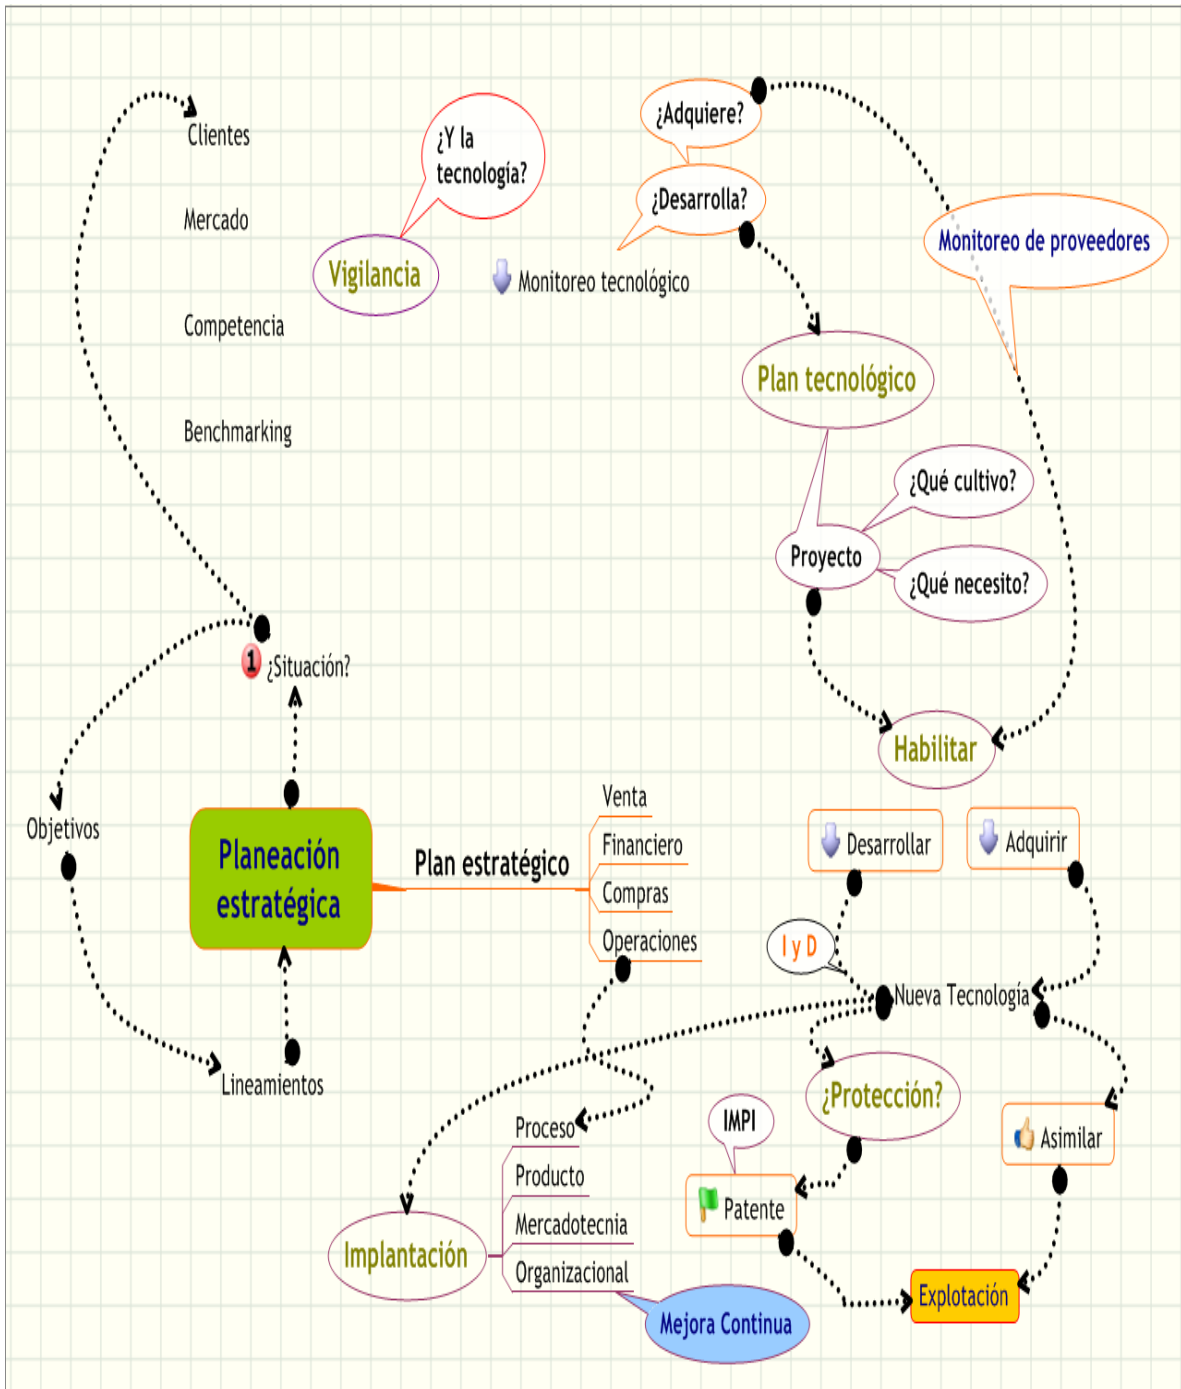 Clientes
Mercado
Competencia
Benchmarking
¿Y la
tecnología?
Vigilancia
¿Adquiere?
¿Desarrolla?
Monitoreo tecnológico
Monitoreo de proveedores
Plan tecnológico
¿Qué cultivo?
Proyecto
¿Qué necesito?
Habilitar
1 ¿Situación?
Objetivos
Planeación
estratégica
Lineamientos
Plan estratégico
Venta
Financiero
Compras
Operaciones
Desarrollar
Adquirir
I y D
Nueva Tecnología
¿Protección?
IMPI
Patente
Asimilar
Explotación
Implantación
Proceso
Producto
Mercadotecnia
Organizacional
Mejora Continua